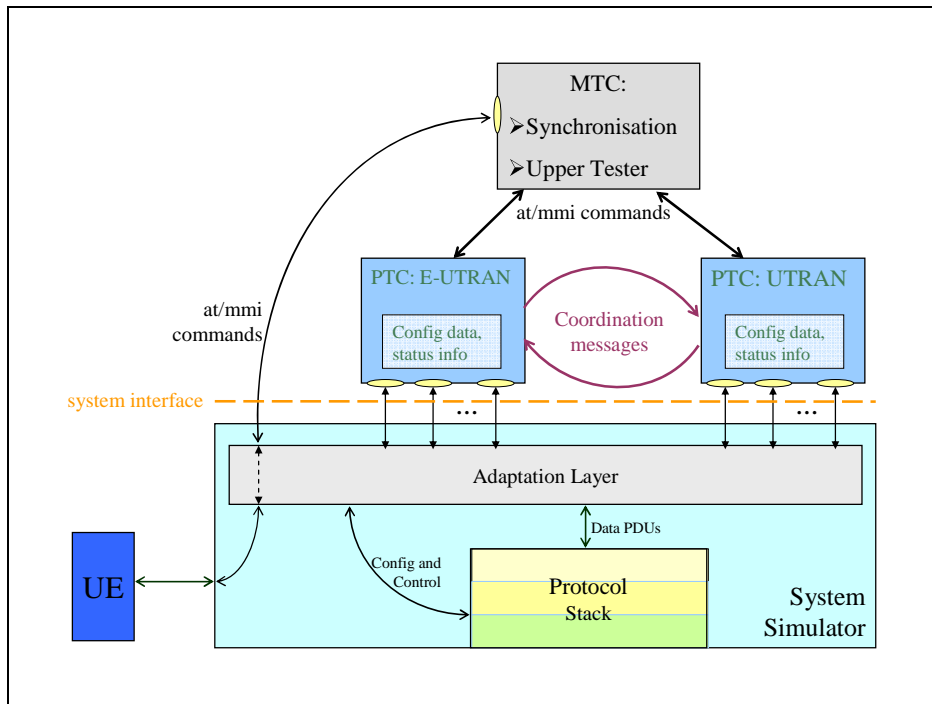 MTC:
➢Synchronisation
➢Upper Tester
at/mmi commands
PTC: E-UTRAN
PTC: UTRAN
at/mmi
commands
Config data,
status info
Coordination
messages
Config data,
status info
system interface
...
...
Adaptation Layer
Data PDUs
Config and
Control
UE
Protocol
Stack
System
Simulator